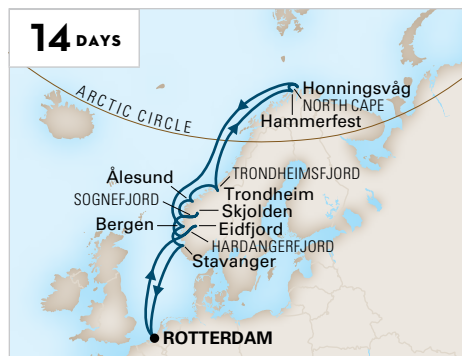 14 DAYS
ARCTIC CIRCLE
Honningsvåg
NORTH CAPE
Hammerfest
Ålesund
TRONDHEIMSFJORD
SOGNEFJORD
Trondheim
Skjolden
Bergen
Eidfjord
HARDANGERFJORD
Stavanger
ROTTERDAM